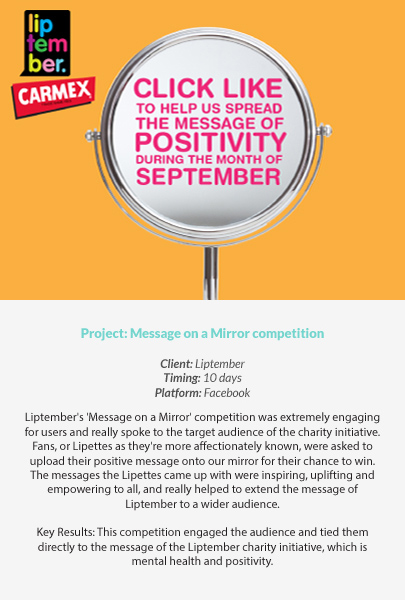 lip
tem
ber.
CARMEX
CLICK LIKE
TO HELP US SPREAD
THE MESSAGE OF
POSITIVITY
DURING THE MONTH OF
SEPTEMBER
Project: Message on a Mirror competition
Client: Liptember
Timing: 10 days
Platform: Facebook
Liptember's 'Message on a Mirror' competition was extremely engaging
for users and really spoke to the target audience of the charity initiative.
Fans, or Lipettes as they're more affectionately known, were asked to
upload their positive message onto our mirror for their chance to win.
The messages the Lipettes came up with were inspiring, uplifting and
empowering to all, and really helped to extend the message of
Liptember to a wider audience.
Key Results: This competition engaged the audience and tied them
directly to the message of the Liptember charity initiative, which is
mental health and positivity.